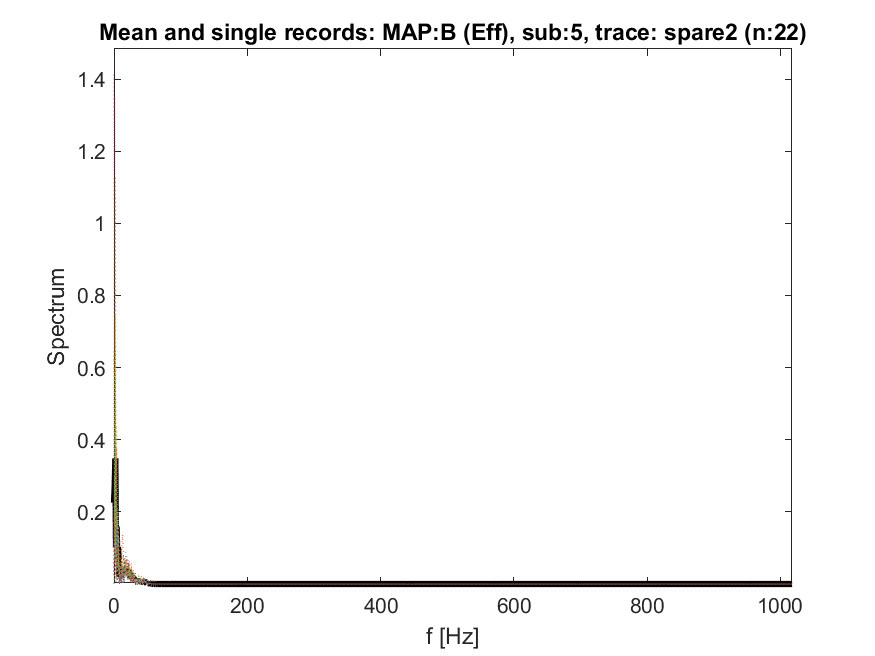 Mean and single records: MAP:B (Eff), sub:5, trace: spare2 (n:22)
1.4
1.2
1
0.8
0.6
0.4
0.2
Spectrum
0 200 400 600 800 1000
f [Hz]